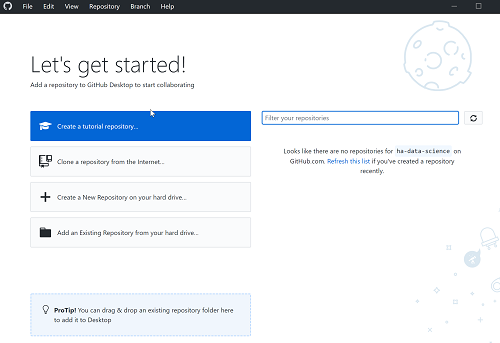 File Edit View Repository Branch Help
Let's get started!
Add a repository to GitHub Desktop to start collaborating
Create a tutorial repository...
Clone a repository from the Internet...
Create a New Repository on your hard drive...
Add an Existing Repository from your hard drive...
ProTip! You can drag & drop an existing repository folder here
to add it to Desktop
Filter your repositories
Looks like there are no repositories for ha-data-science on
GitHub.com. Refresh this list if you've created a repository
recently.